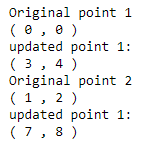 Original point 1
( 0 , 0 )
updated point 1:
( 3 , 4 )
Original point 2
( 1 , 2 )
updated point 1:
( 7 , 8 )